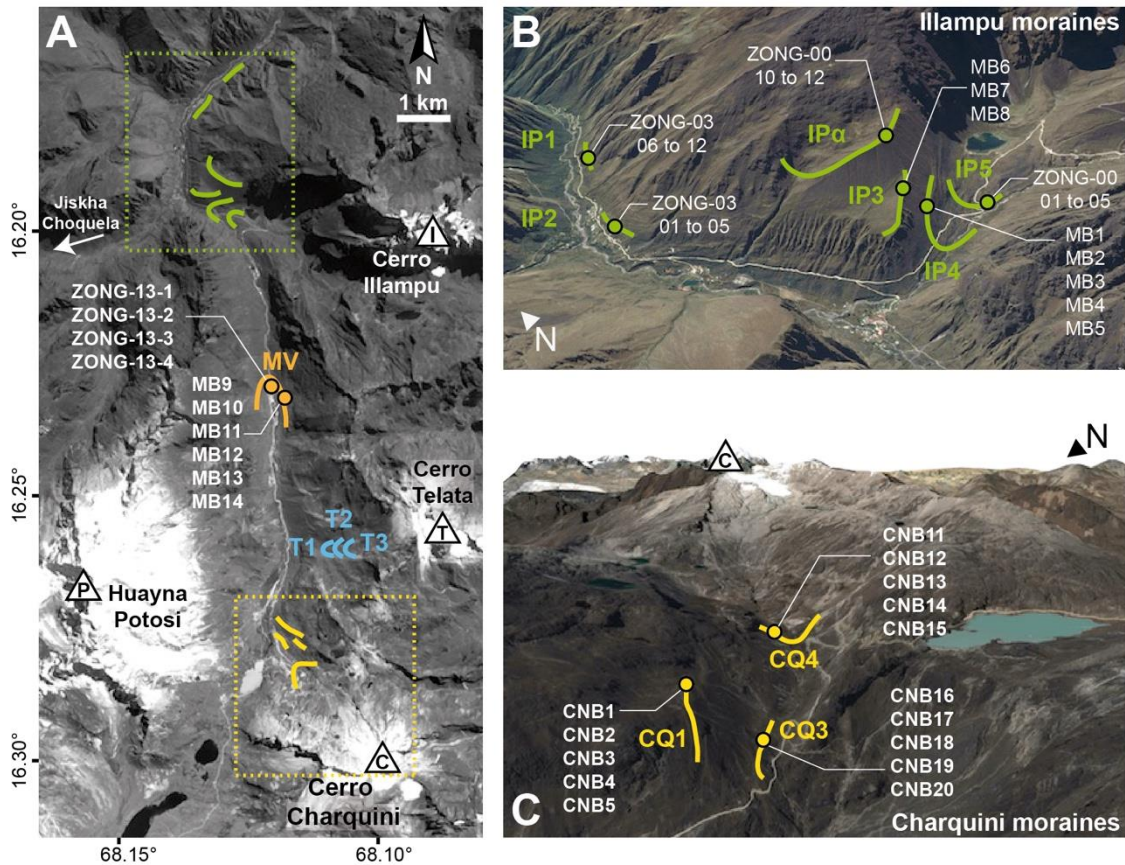 A
N
1 km
16.20°
Jiskha
Choquela
I
Cerro
Illampu
ZONG-13-1
ZONG-13-2
ZONG-13-3
ZONG-13-4
MV
MB9
MB10
MB11
MB12
MB13
MB14
16.25°
T2
T1
T3
Cerro
Telata
T
P
Huayna
Potosi
16.30°
C
Cerro
Charquini
68.15°
68.10°
B
Illampu moraines
ZONG-00
10 to 12
MB6
MB7
MB8
IP1
ZONG-03
06 to 12
IPα
IP3
IP5
ZONG-00
01 to 05
IP2
ZONG-03
01 to 05
IP4
MB1
MB2
MB3
MB4
MB5
N
C
N
CNB11
CNB12
CNB13
CNB14
CNB15
CQ4
CNB1
CNB2
CNB3
CNB4
CNB5
CQ1
CQ3
CNB16
CNB17
CNB18
CNB19
CNB20
C
Charquini moraines